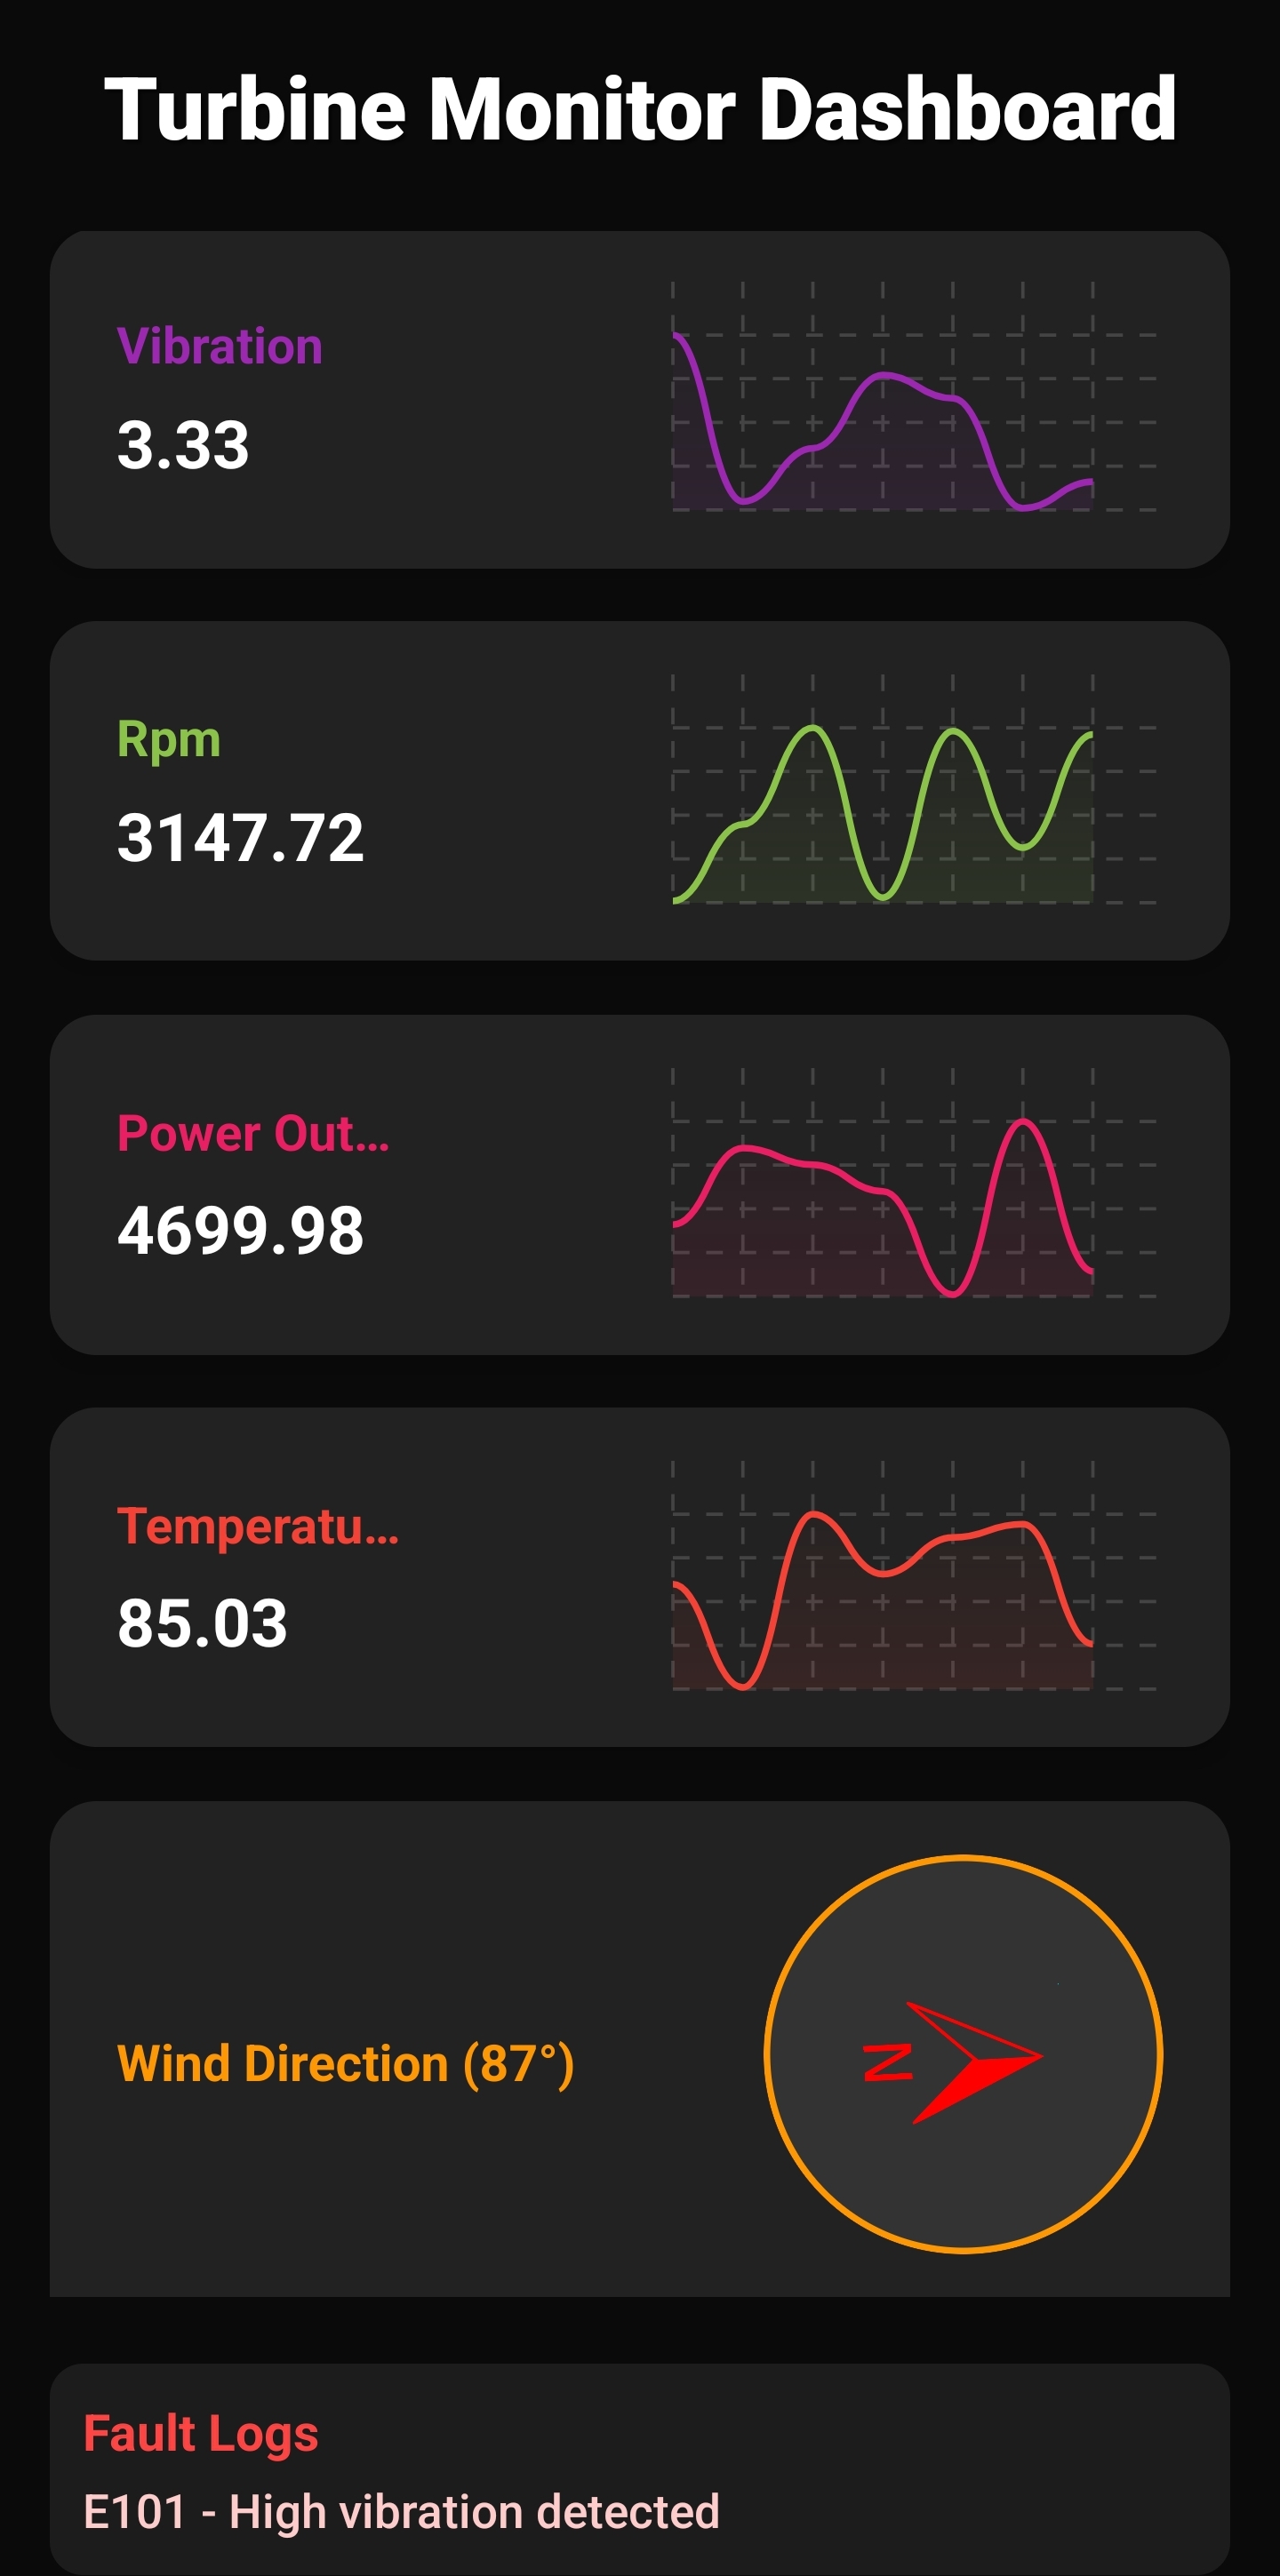 Turbine Monitor Dashboard
Vibration
3.33
Rpm
3147.72
Power Out...
4699.98
Temperatu...
85.03
Wind Direction (87°)
N
Fault Logs
E101 - High vibration detected